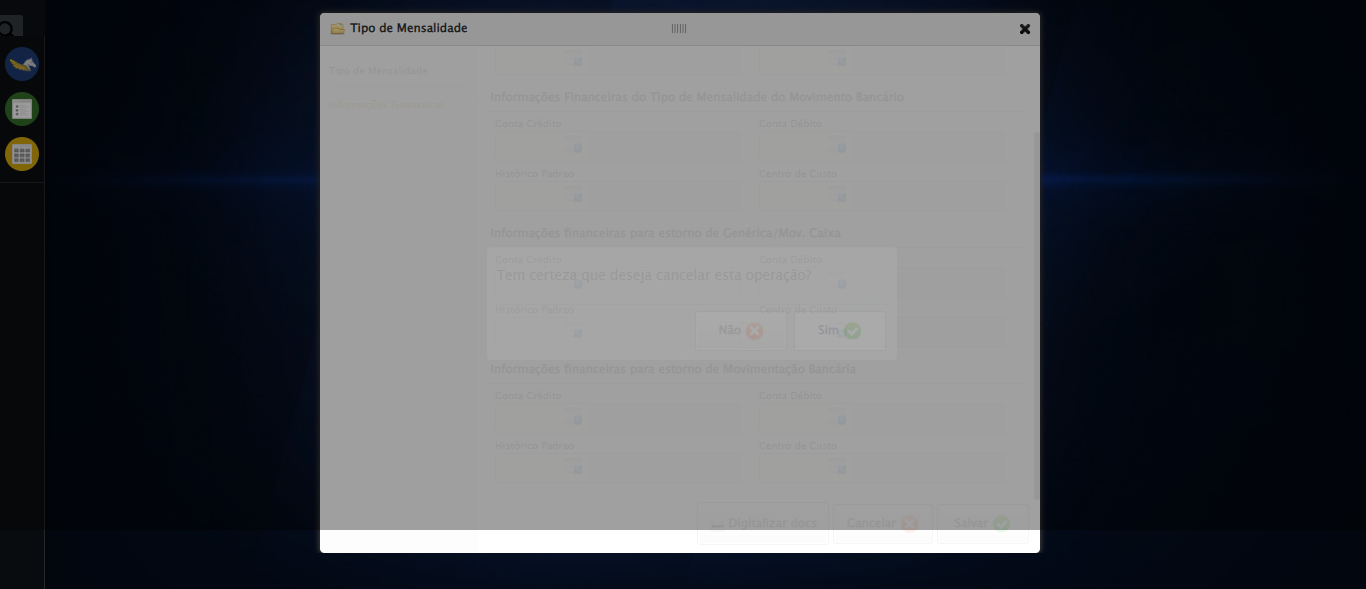 Tipo de Mensalidade
Tipo de Mensalidade
Informações Financeiras
Informações Financeiras do Tipo de Mensalidade do Movimento Bancário
Conta Crédito Conta Débito
Histórico Padrao Centro de Custo
Informações financeiras para estorno de Genérica/Mov. Caixa
Conta Crédito Conta Débito
Tem certeza que deseja cancelar esta operação?
Histórico Padrao Centro de Custo
Não Sim
Informações financeiras para estorno de Movimentação Bancária
Conta Crédito Conta Débito
Histórico Padrao Centro de Custo
Digitalizar docs Cancelar Salvar